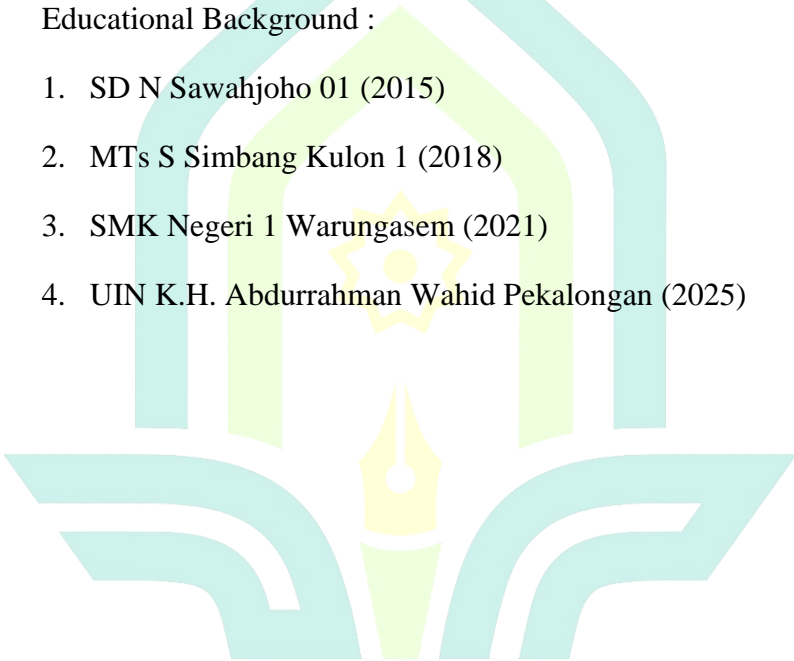 Educational Background :
1. SD N Sawahjoho 01 (2015)
2. MTs S Simbang Kulon 1 (2018)
3. SMK Negeri 1 Warungasem (2021)
4. UIN K.H. Abdurrahman Wahid Pekalongan (2025)